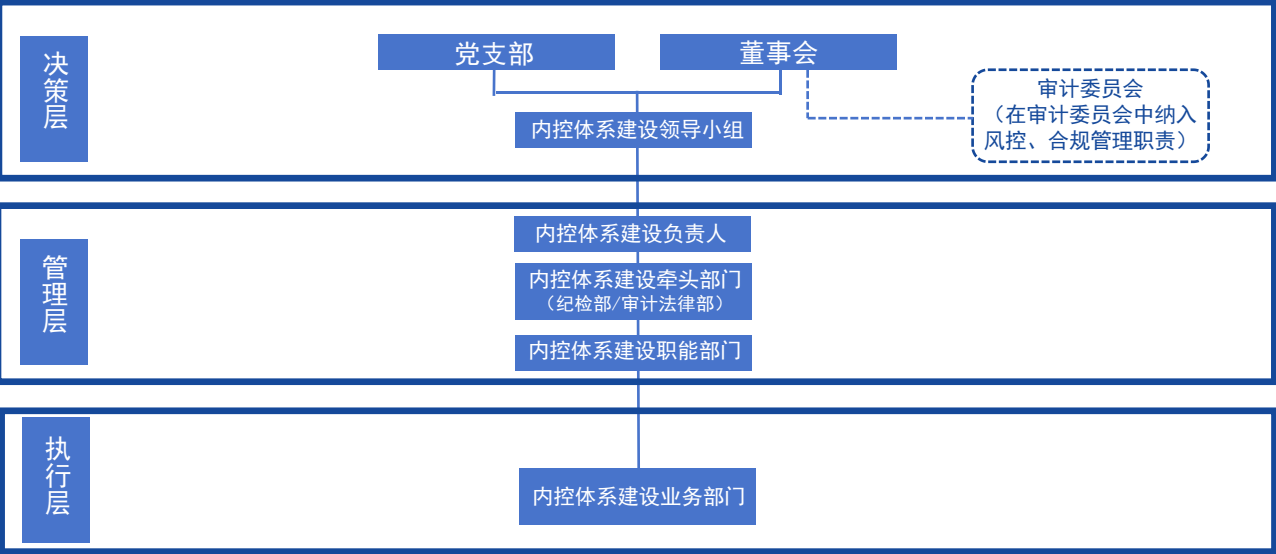 决策层
党支部
董事会
审计委员会
（在审计委员会中纳入
风控、合规管理职责）
内控体系建设领导小组
管理层
内控体系建设负责人
内控体系建设牵头部门
（纪检部/审计法律部）
内控体系建设职能部门
执行层
内控体系建设业务部门